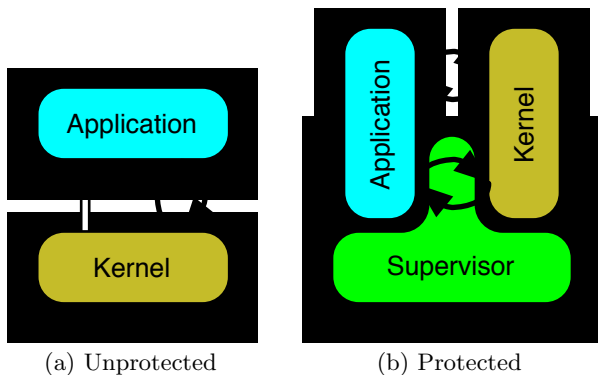 Application
Kernel
(a) Unprotected
Application
Kernel
Supervisor
(b) Protected